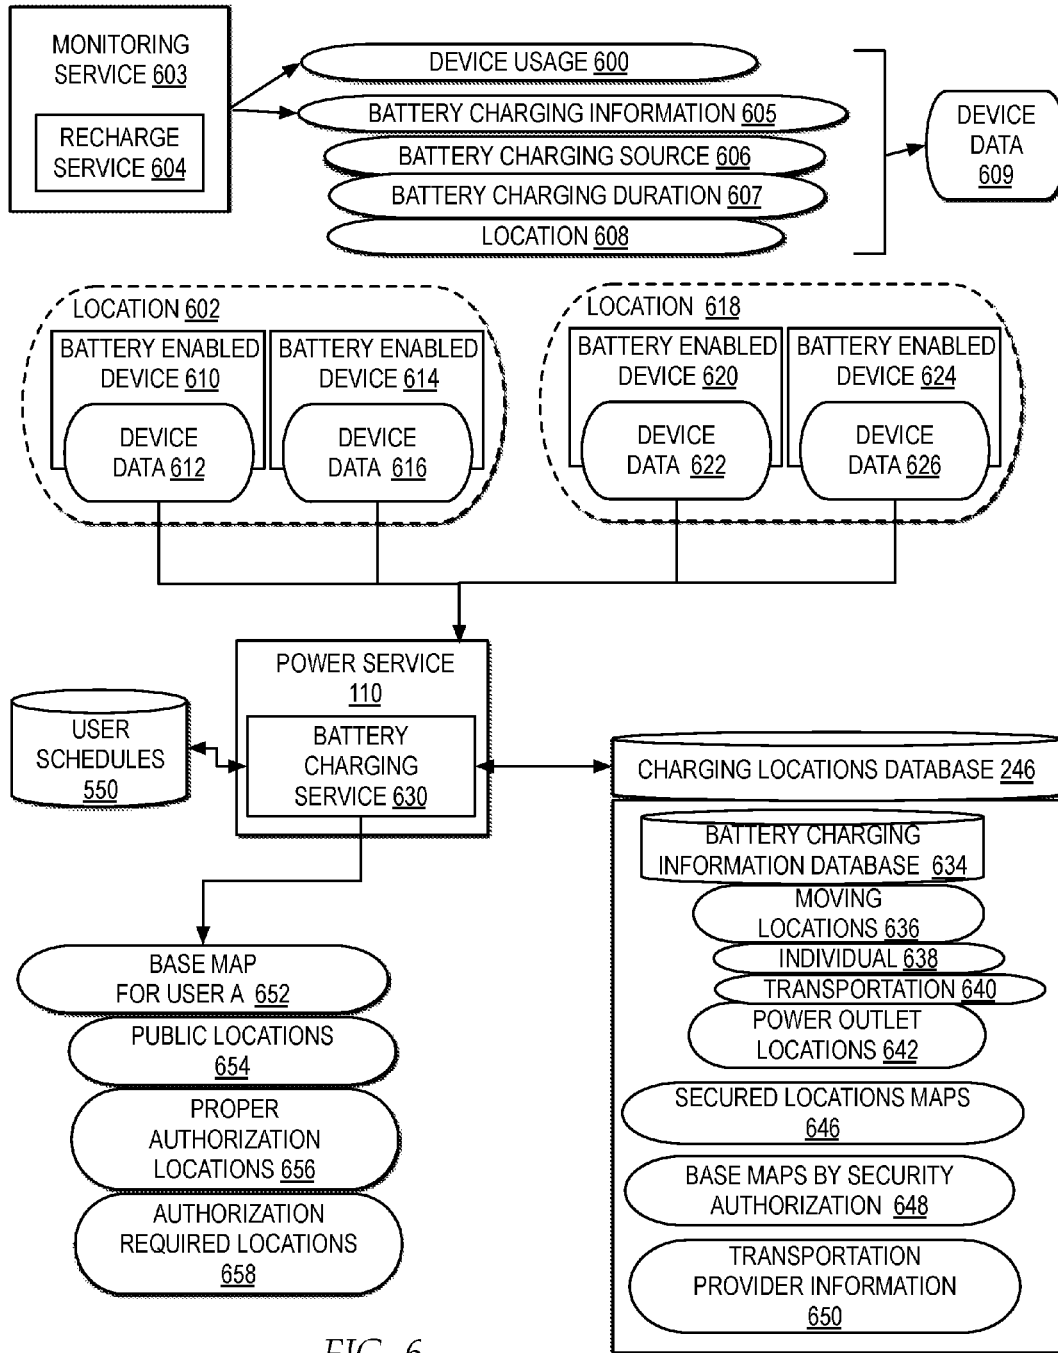 MONITORING
SERVICE 603
RECHARGE
SERVICE 604
DEVICE USAGE 600
BATTERY CHARGING INFORMATION 605
BATTERY CHARGING SOURCE 606
BATTERY CHARGING DURATION 607
LOCATION 608
DEVICE
DATA
609
LOCATION 602
BATTERY ENABLED
DEVICE 610
DEVICE
DATA 612
BATTERY ENABLED
DEVICE 614
DEVICE
DATA 616
LOCATION 618
BATTERY ENABLED
DEVICE 620
DEVICE
DATA 622
BATTERY ENABLED
DEVICE 624
DEVICE
DATA 626
POWER SERVICE
110
BATTERY
CHARGING
SERVICE 630
USER
SCHEDULES
550
CHARGING LOCATIONS DATABASE 246
BATTERY CHARGING
INFORMATION DATABASE 634
MOVING
LOCATIONS 636
INDIVIDUAL 638
TRANSPORTATION 640
POWER OUTLET
LOCATIONS 642
SECURED LOCATIONS MAPS
646
BASE MAPS BY SECURITY
AUTHORIZATION 648
TRANSPORTATION
PROVIDER INFORMATION
650
BASE MAP
FOR USER A 652
PUBLIC LOCATIONS
654
PROPER
AUTHORIZATION
LOCATIONS 656
AUTHORIZATION
REQUIRED LOCATIONS
658
FIG. 6